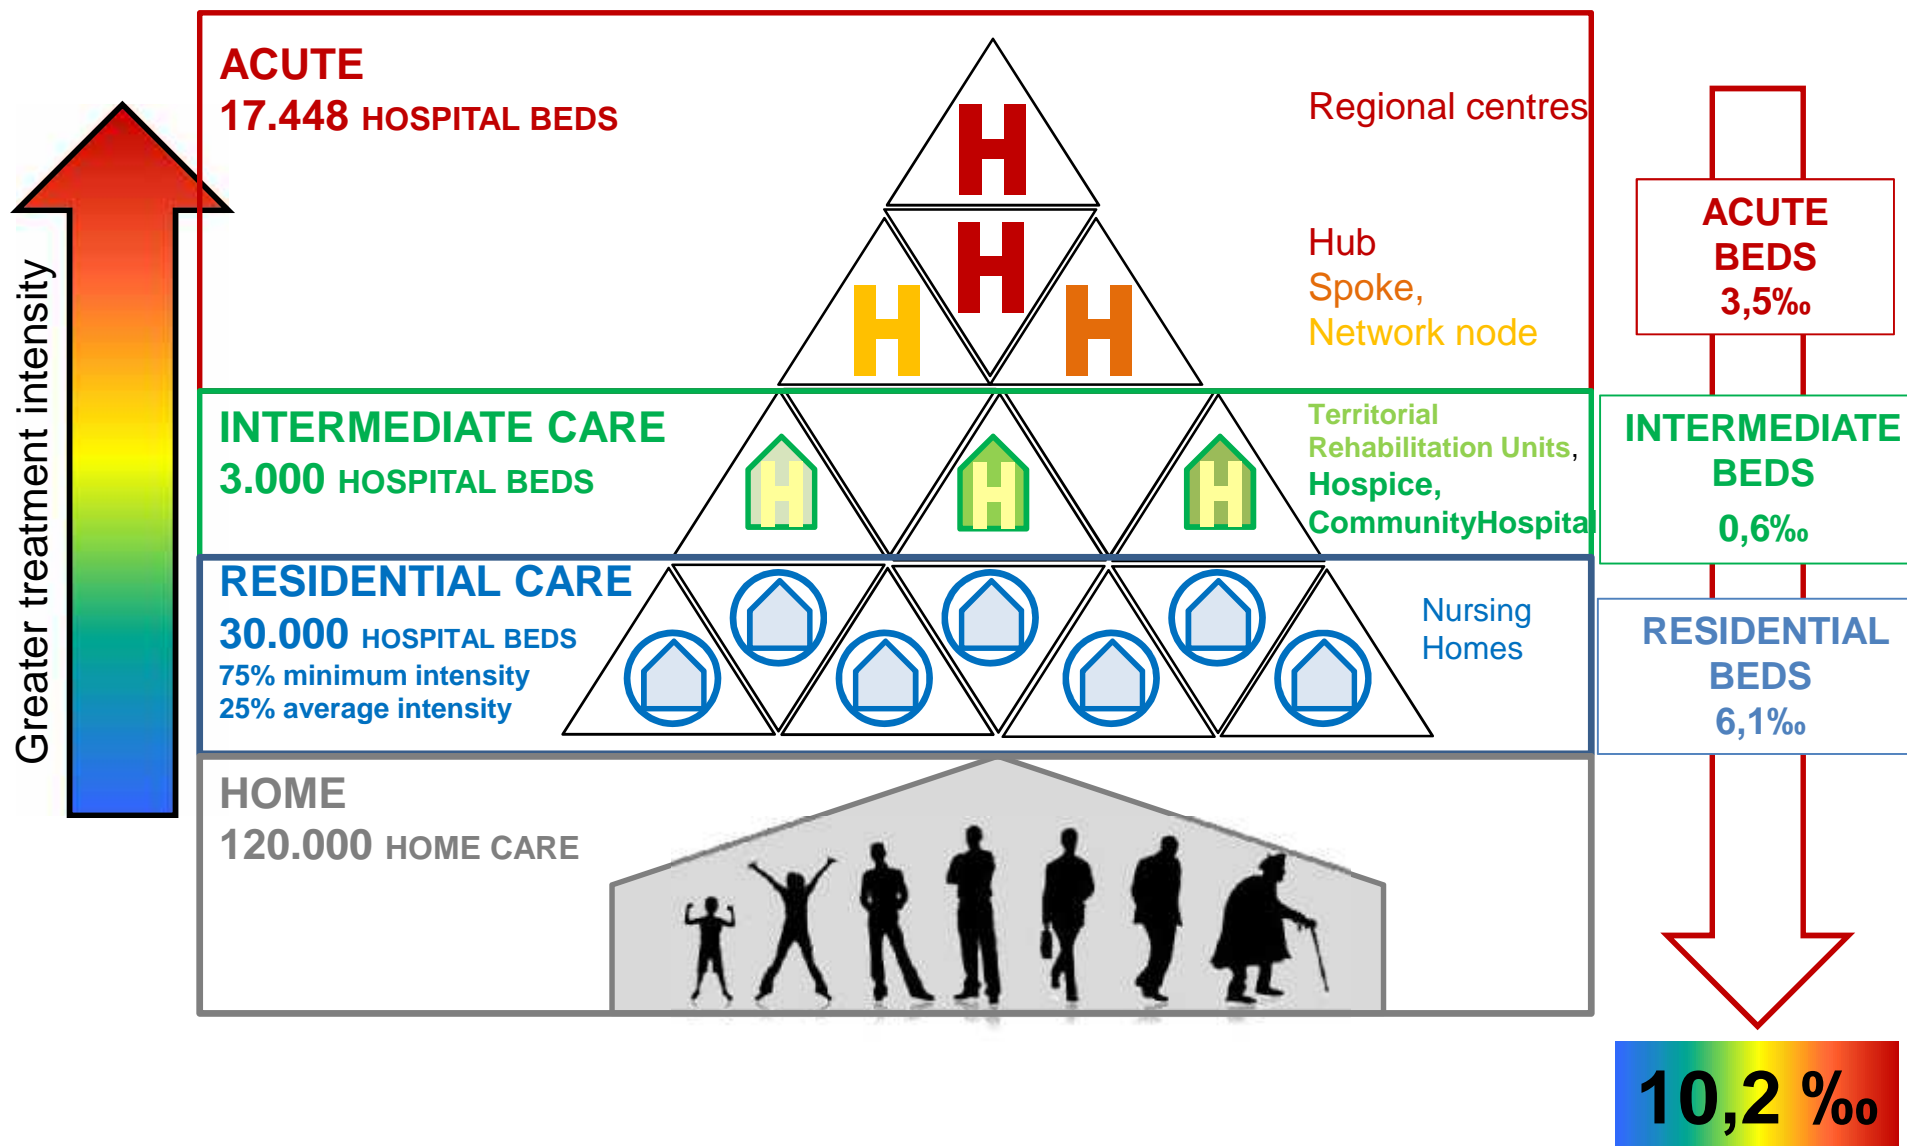 Greater treatment intensity
ACUTE
17.448 HOSPITAL BEDS
H
H
H
H
Regional centres
Hub
Spoke,
Network node
INTERMEDIATE CARE
3.000 HOSPITAL BEDS
H
H
H
Territorial
Rehabilitation Units,
Hospice,
CommunityHospital
RESIDENTIAL CARE
30.000 HOSPITAL BEDS
75% minimum intensity
25% average intensity
Nursing
Homes
HOME
120.000 HOME CARE
ACUTE
BEDS
3,5‰
INTERMEDIATE
BEDS
0,6‰
RESIDENTIAL
BEDS
6,1‰
10,2 ‰